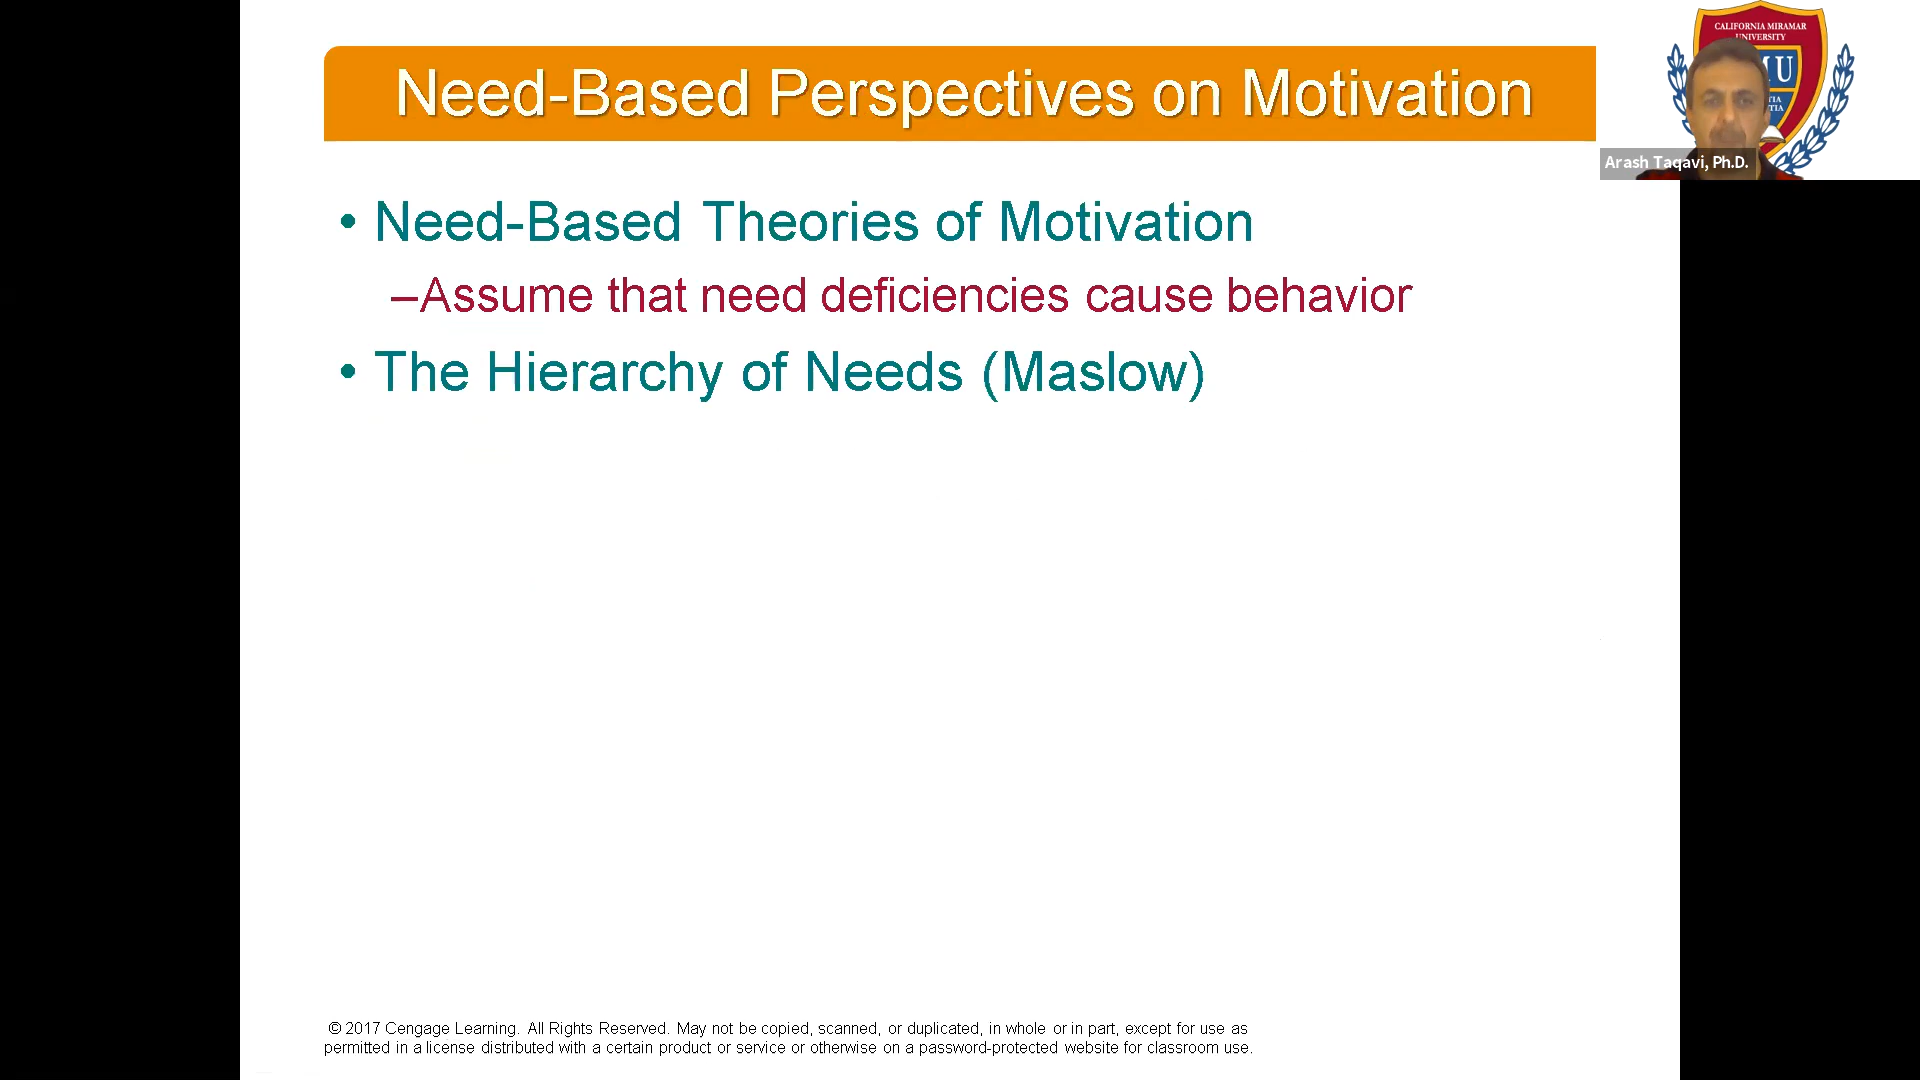 Need-Based Perspectives on Motivation
CALIFORNIA MIRAMAR
UNIVERSITY
Arash Taqavi, Ph.D.
• Need-Based Theories of Motivation
–Assume that need deficiencies cause behavior
• The Hierarchy of Needs (Maslow)
© 2017 Cengage Learning. All Rights Reserved. May not be copied, scanned, or duplicated, in whole or in part, except for use as
permitted in a license distributed with a certain product or service or otherwise on a password-protected website for classroom use.